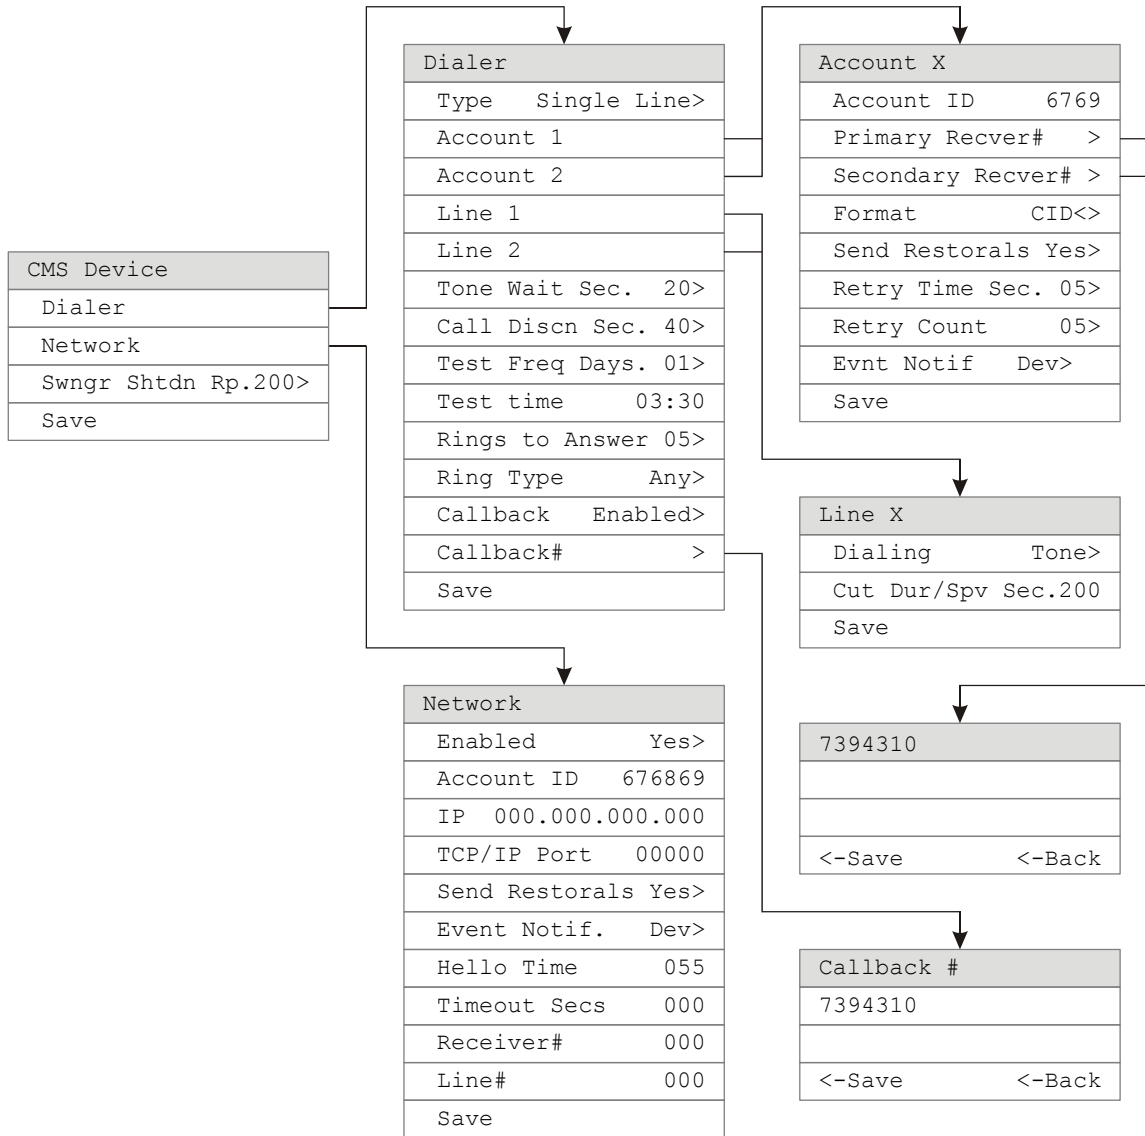 CMS Device
Dialer
Network
Swngr Shtdn Rp.200>
Save
Dialer
Type Single Line>
Account 1
Account 2
Line 1
Line 2
Tone Wait Sec. 20>
Call Discn Sec. 40>
Test Freq Days. 01>
Test time 03:30
Rings to Answer 05>
Ring Type Any>
Callback Enabled>
Callback# >
Save
Network
Enabled Yes>
Account ID 676869
IP 000.000.000.000
TCP/IP Port 00000
Send Restorals Yes>
Event Notif. Dev>
Hello Time 055
Timeout Secs 000
Receiver# 000
Line# 000
Save
Account X
Account ID 6769
Primary Recver# >
Secondary Recver# >
Format CID<>
Send Restorals Yes>
Retry Time Sec. 05>
Retry Count 05>
Evnt Notif Dev>
Save
Line X
Dialing Tone>
Cut Dur/Spv Sec.200
Save
7394310
<-Save <-Back
Callback #
7394310
<-Save <-Back